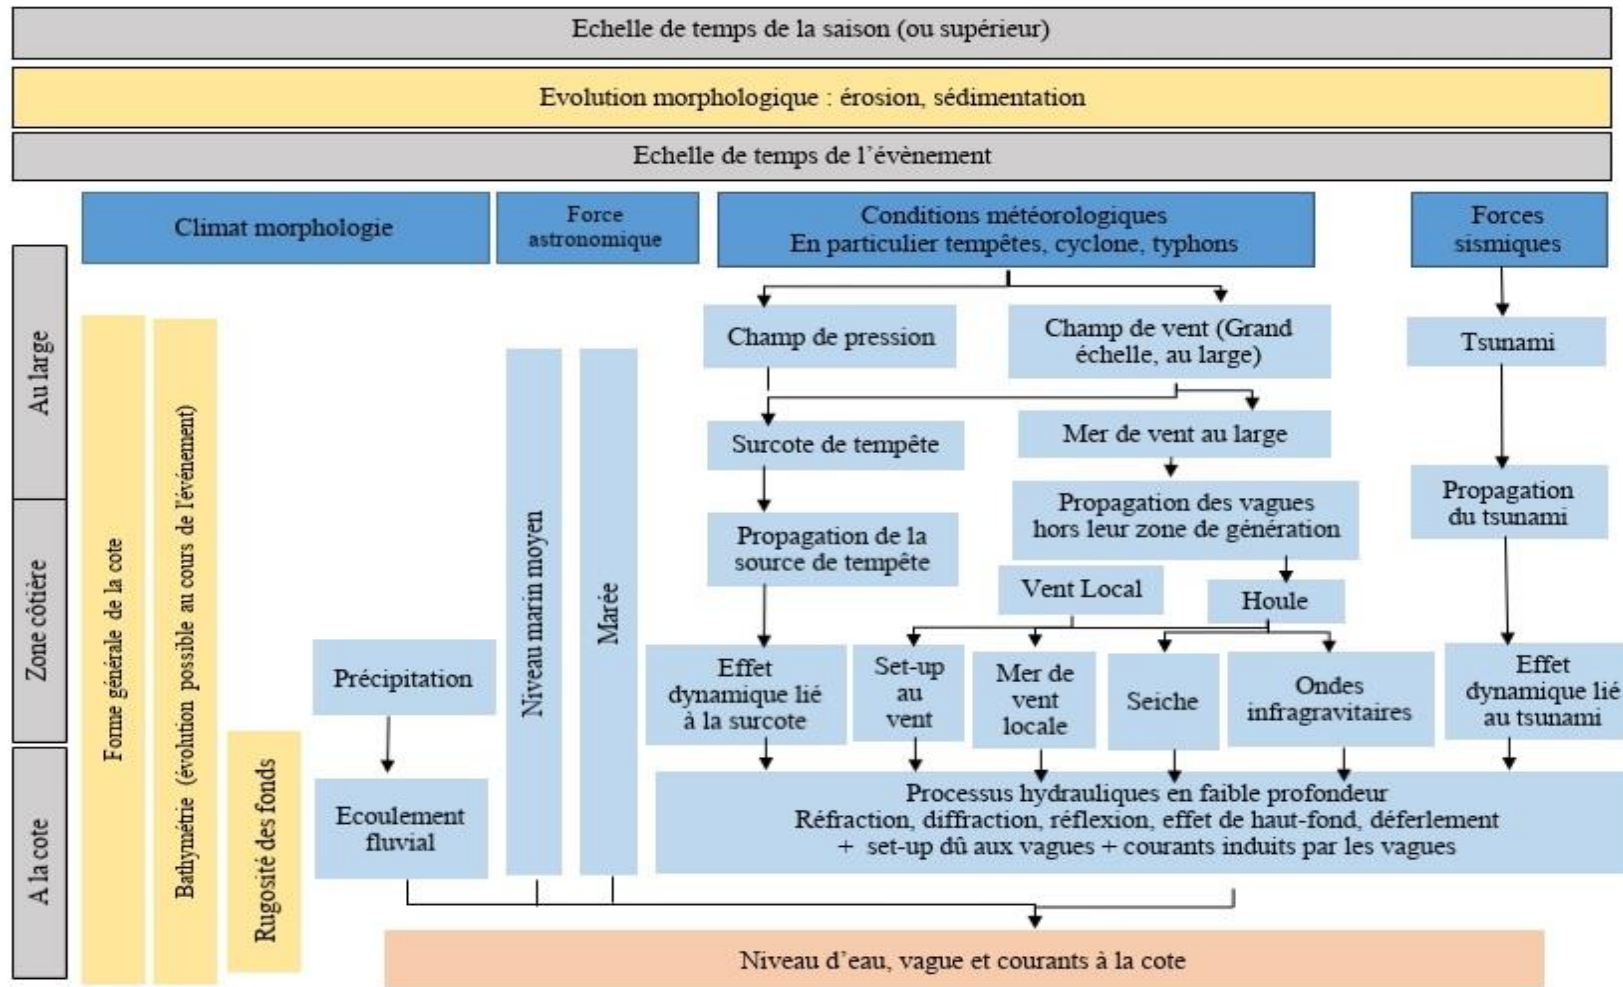 Echelle de temps de la saison (ou supérieur)
Evolution morphologique : érosion, sédimentation
Echelle de temps de l’évènement
Climat morphologie
Force
astronomique
Conditions météorologiques
En particulier tempêtes, cyclone, typhons
Forces
sismiques
Au large
Zone côtière
A la cote
Forme générale de la cote
Bathymétrie (évolution possible au cours de l'événement)
Rugosité des fonds
Précipitation
Ecoulement
fluvial
Niveau marin moyen
Marée
Champ de pression
Champ de vent (Grand
échelle, au large)
Tsunami
Surcote de tempête
Mer de vent au large
Propagation de la
source de tempête
Propagation des vagues
hors leur zone de génération
Propagation
du tsunami
Vent Local
Houle
Effet
dynamique lié
à la surcote
Set-up
au
vent
Mer de
vent
locale
Seiche
Ondes
infragravitaires
Effet
dynamique lié
au tsunami
Processus hydrauliques en faible profondeur
Réfraction, diffraction, réflexion, effet de haut-fond, déferlement
+ set-up dû aux vagues + courants induits par les vagues
Niveau d’eau, vague et courants à la cote